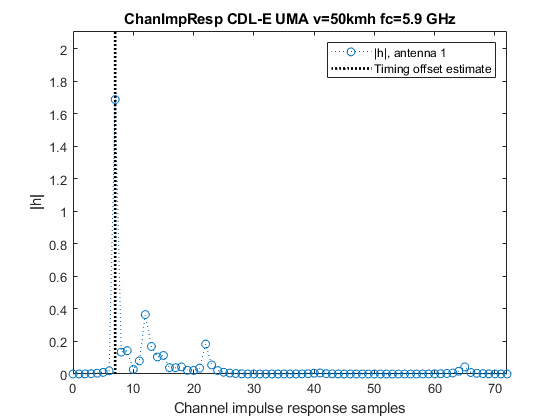 ChanImpResp CDL-E UMA v=50kmh fc=5.9 GHz
|h|, antenna 1
Timing offset estimate
2
1.8
1.6
1.4
1.2
1
0.8
0.6
0.4
0.2
0
|h|
0 10 20 30 40 50 60 70
Channel impulse response samples